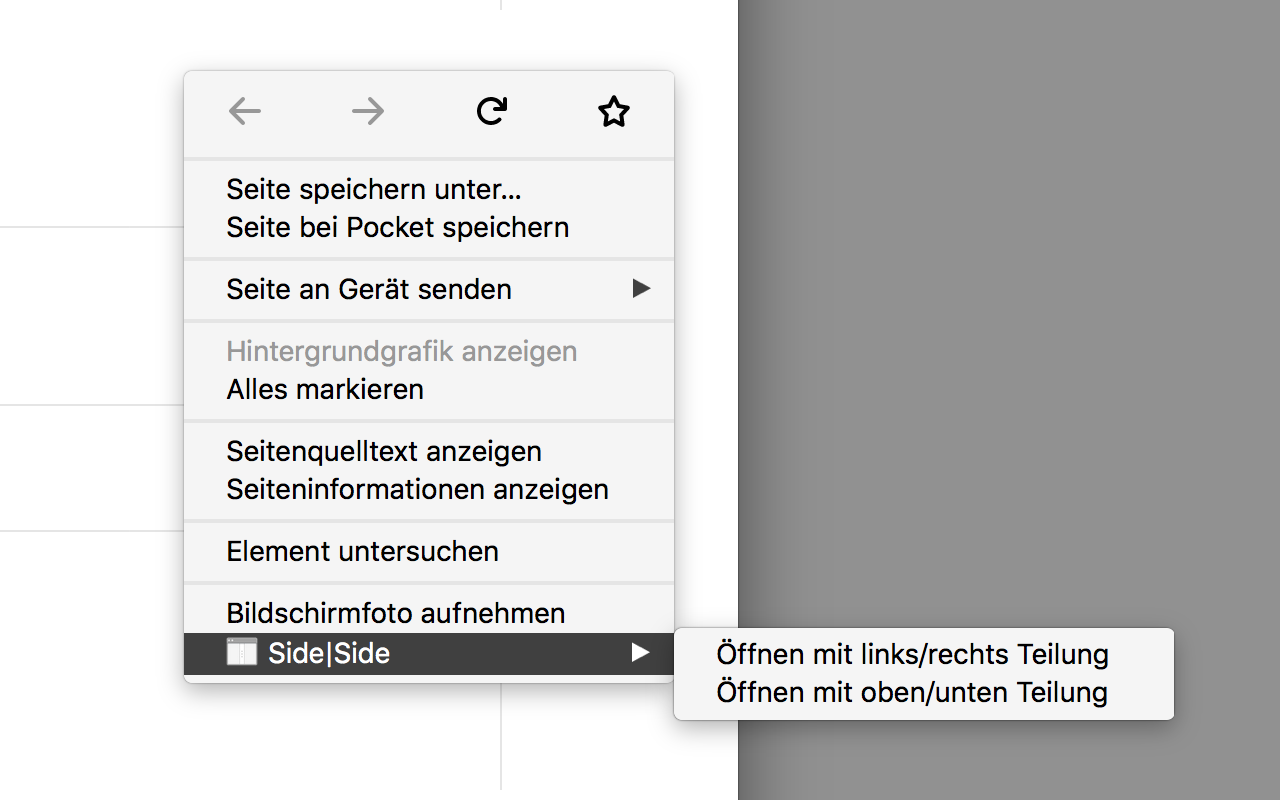 Seite speichern unter...
Seite bei Pocket speichern
Seite an Gerät senden
Hintergrundgrafik anzeigen
Alles markieren
Seitenquelltext anzeigen
Seiteninformationen anzeigen
Element untersuchen
Bildschirmfoto aufnehmen
Side|Side
Öffnen mit links/rechts Teilung
Öffnen mit oben/unten Teilung